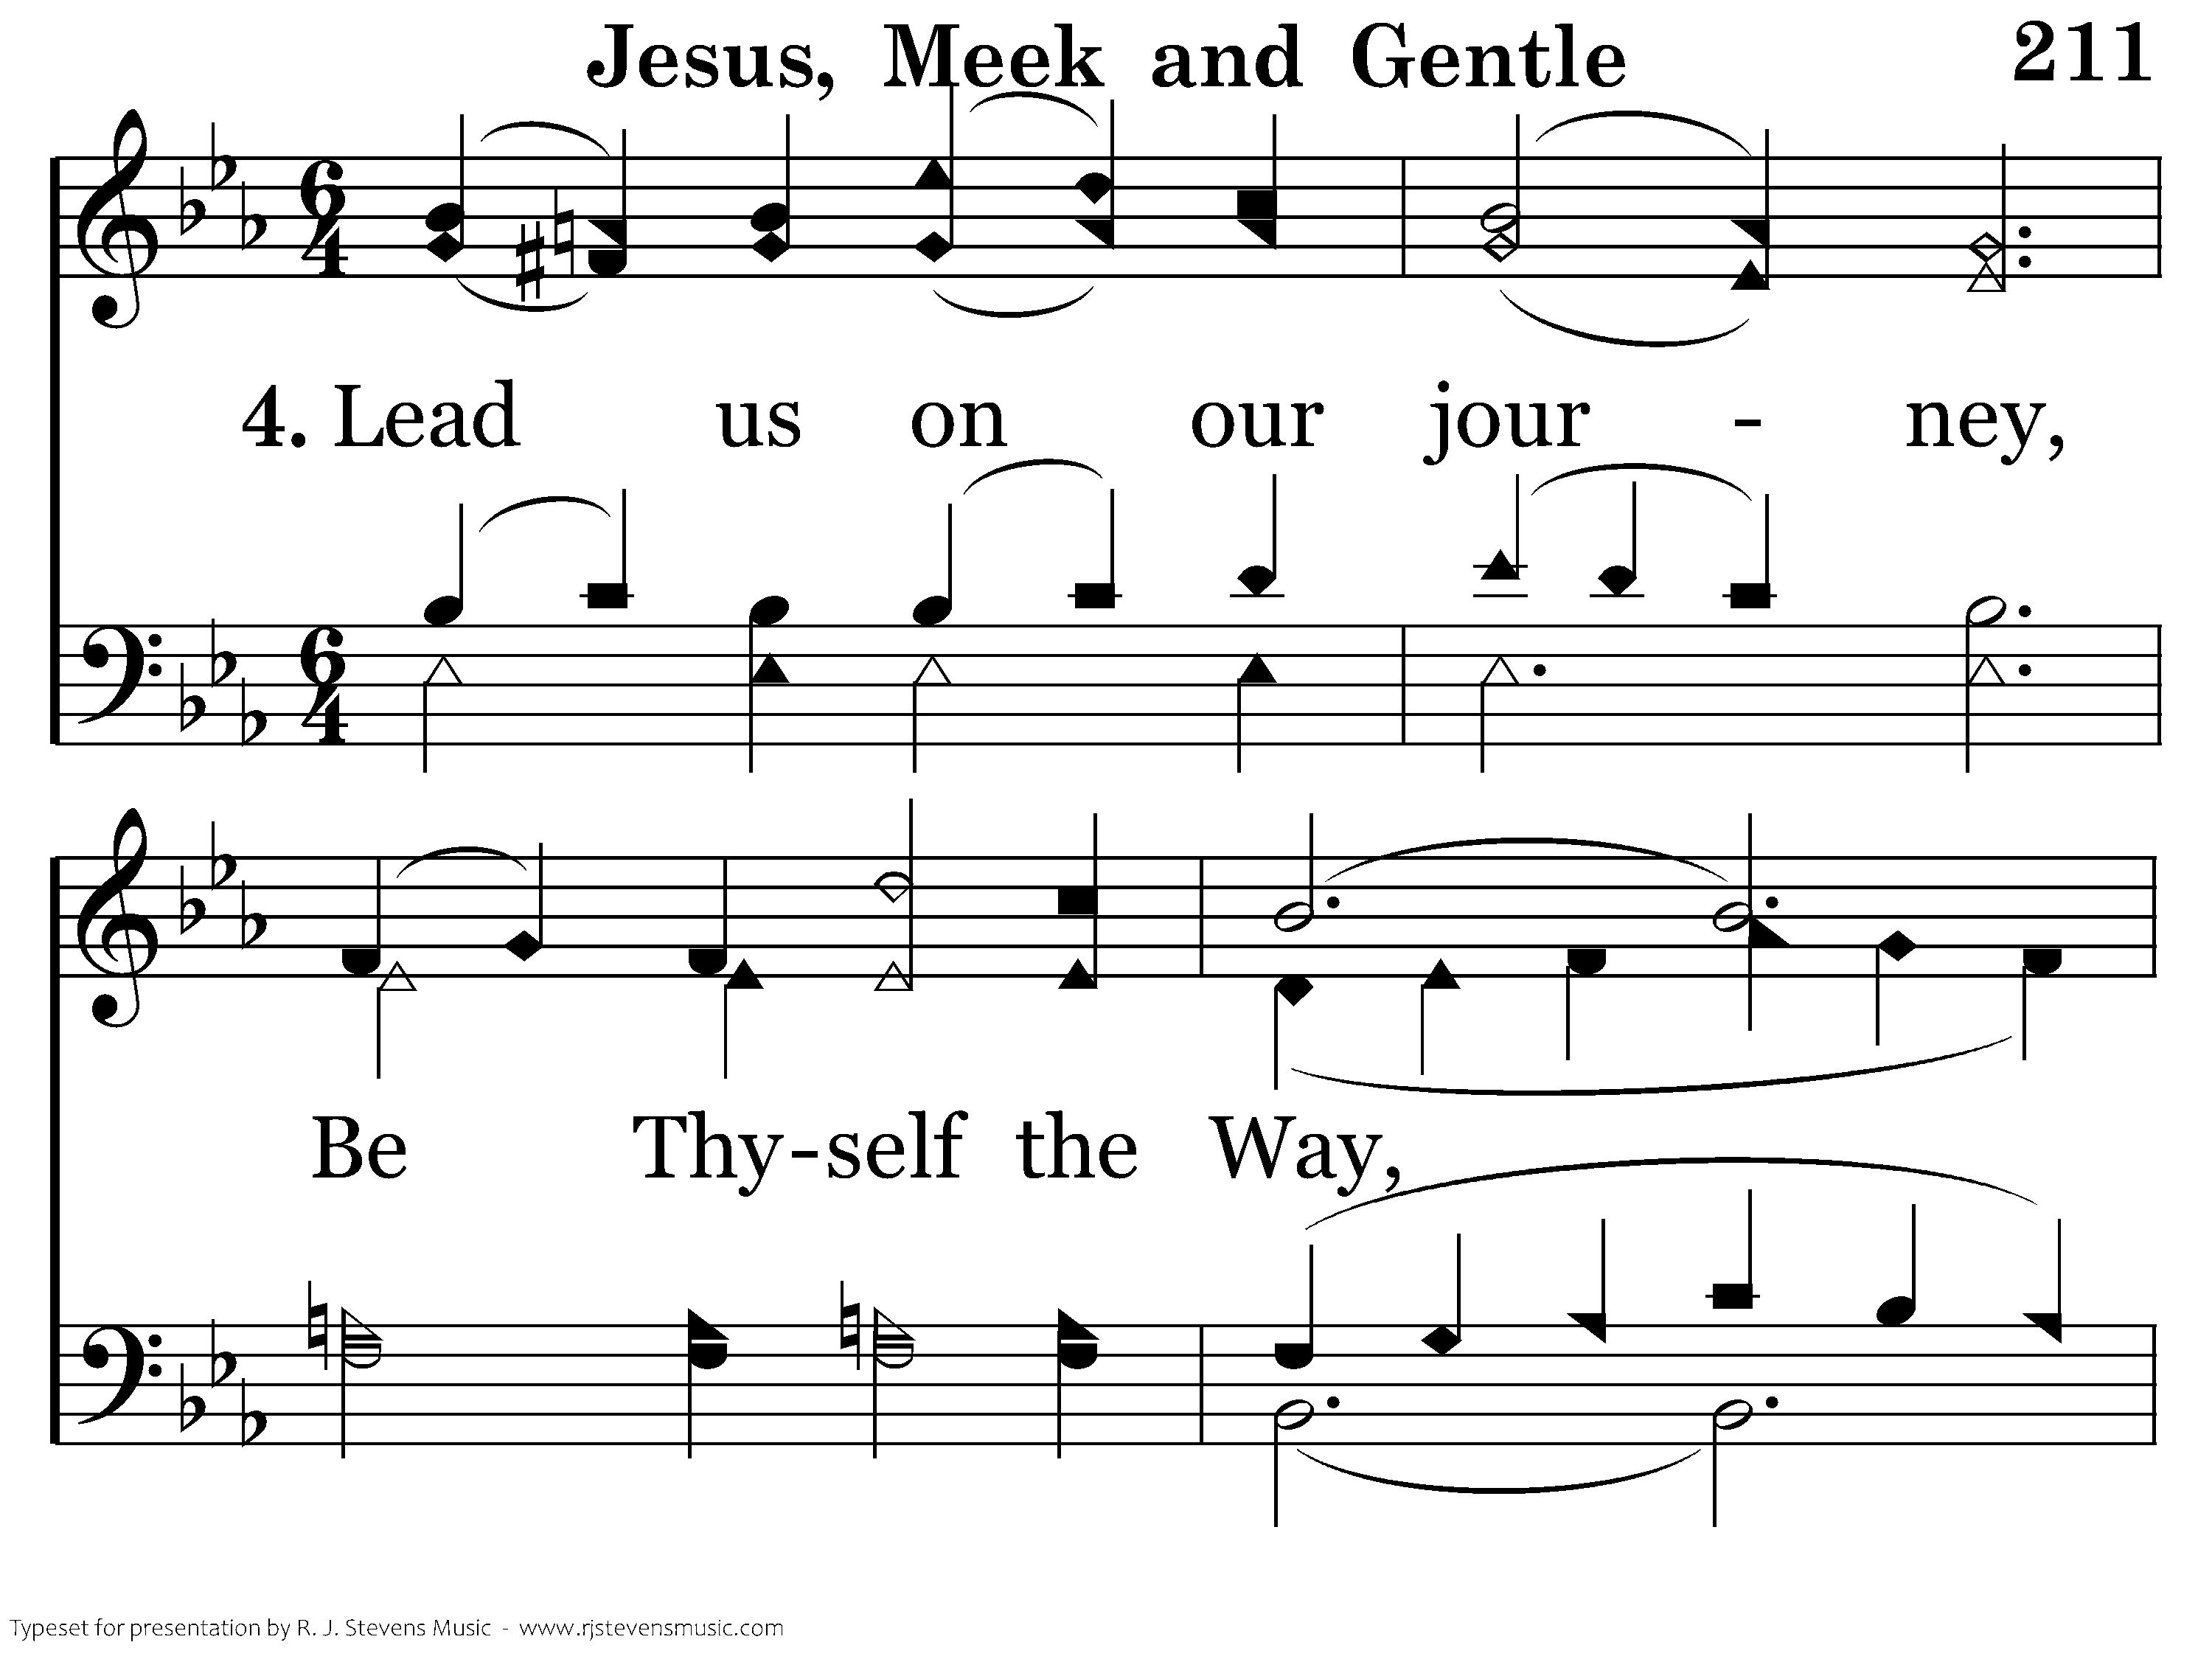 Jesus, Meek and Gentle 211
4. Lead us on our jour - ney,
Be Thy-self the Way,
Typeset for presentation by R. J. Stevens Music - www.rjstevensmusic.com